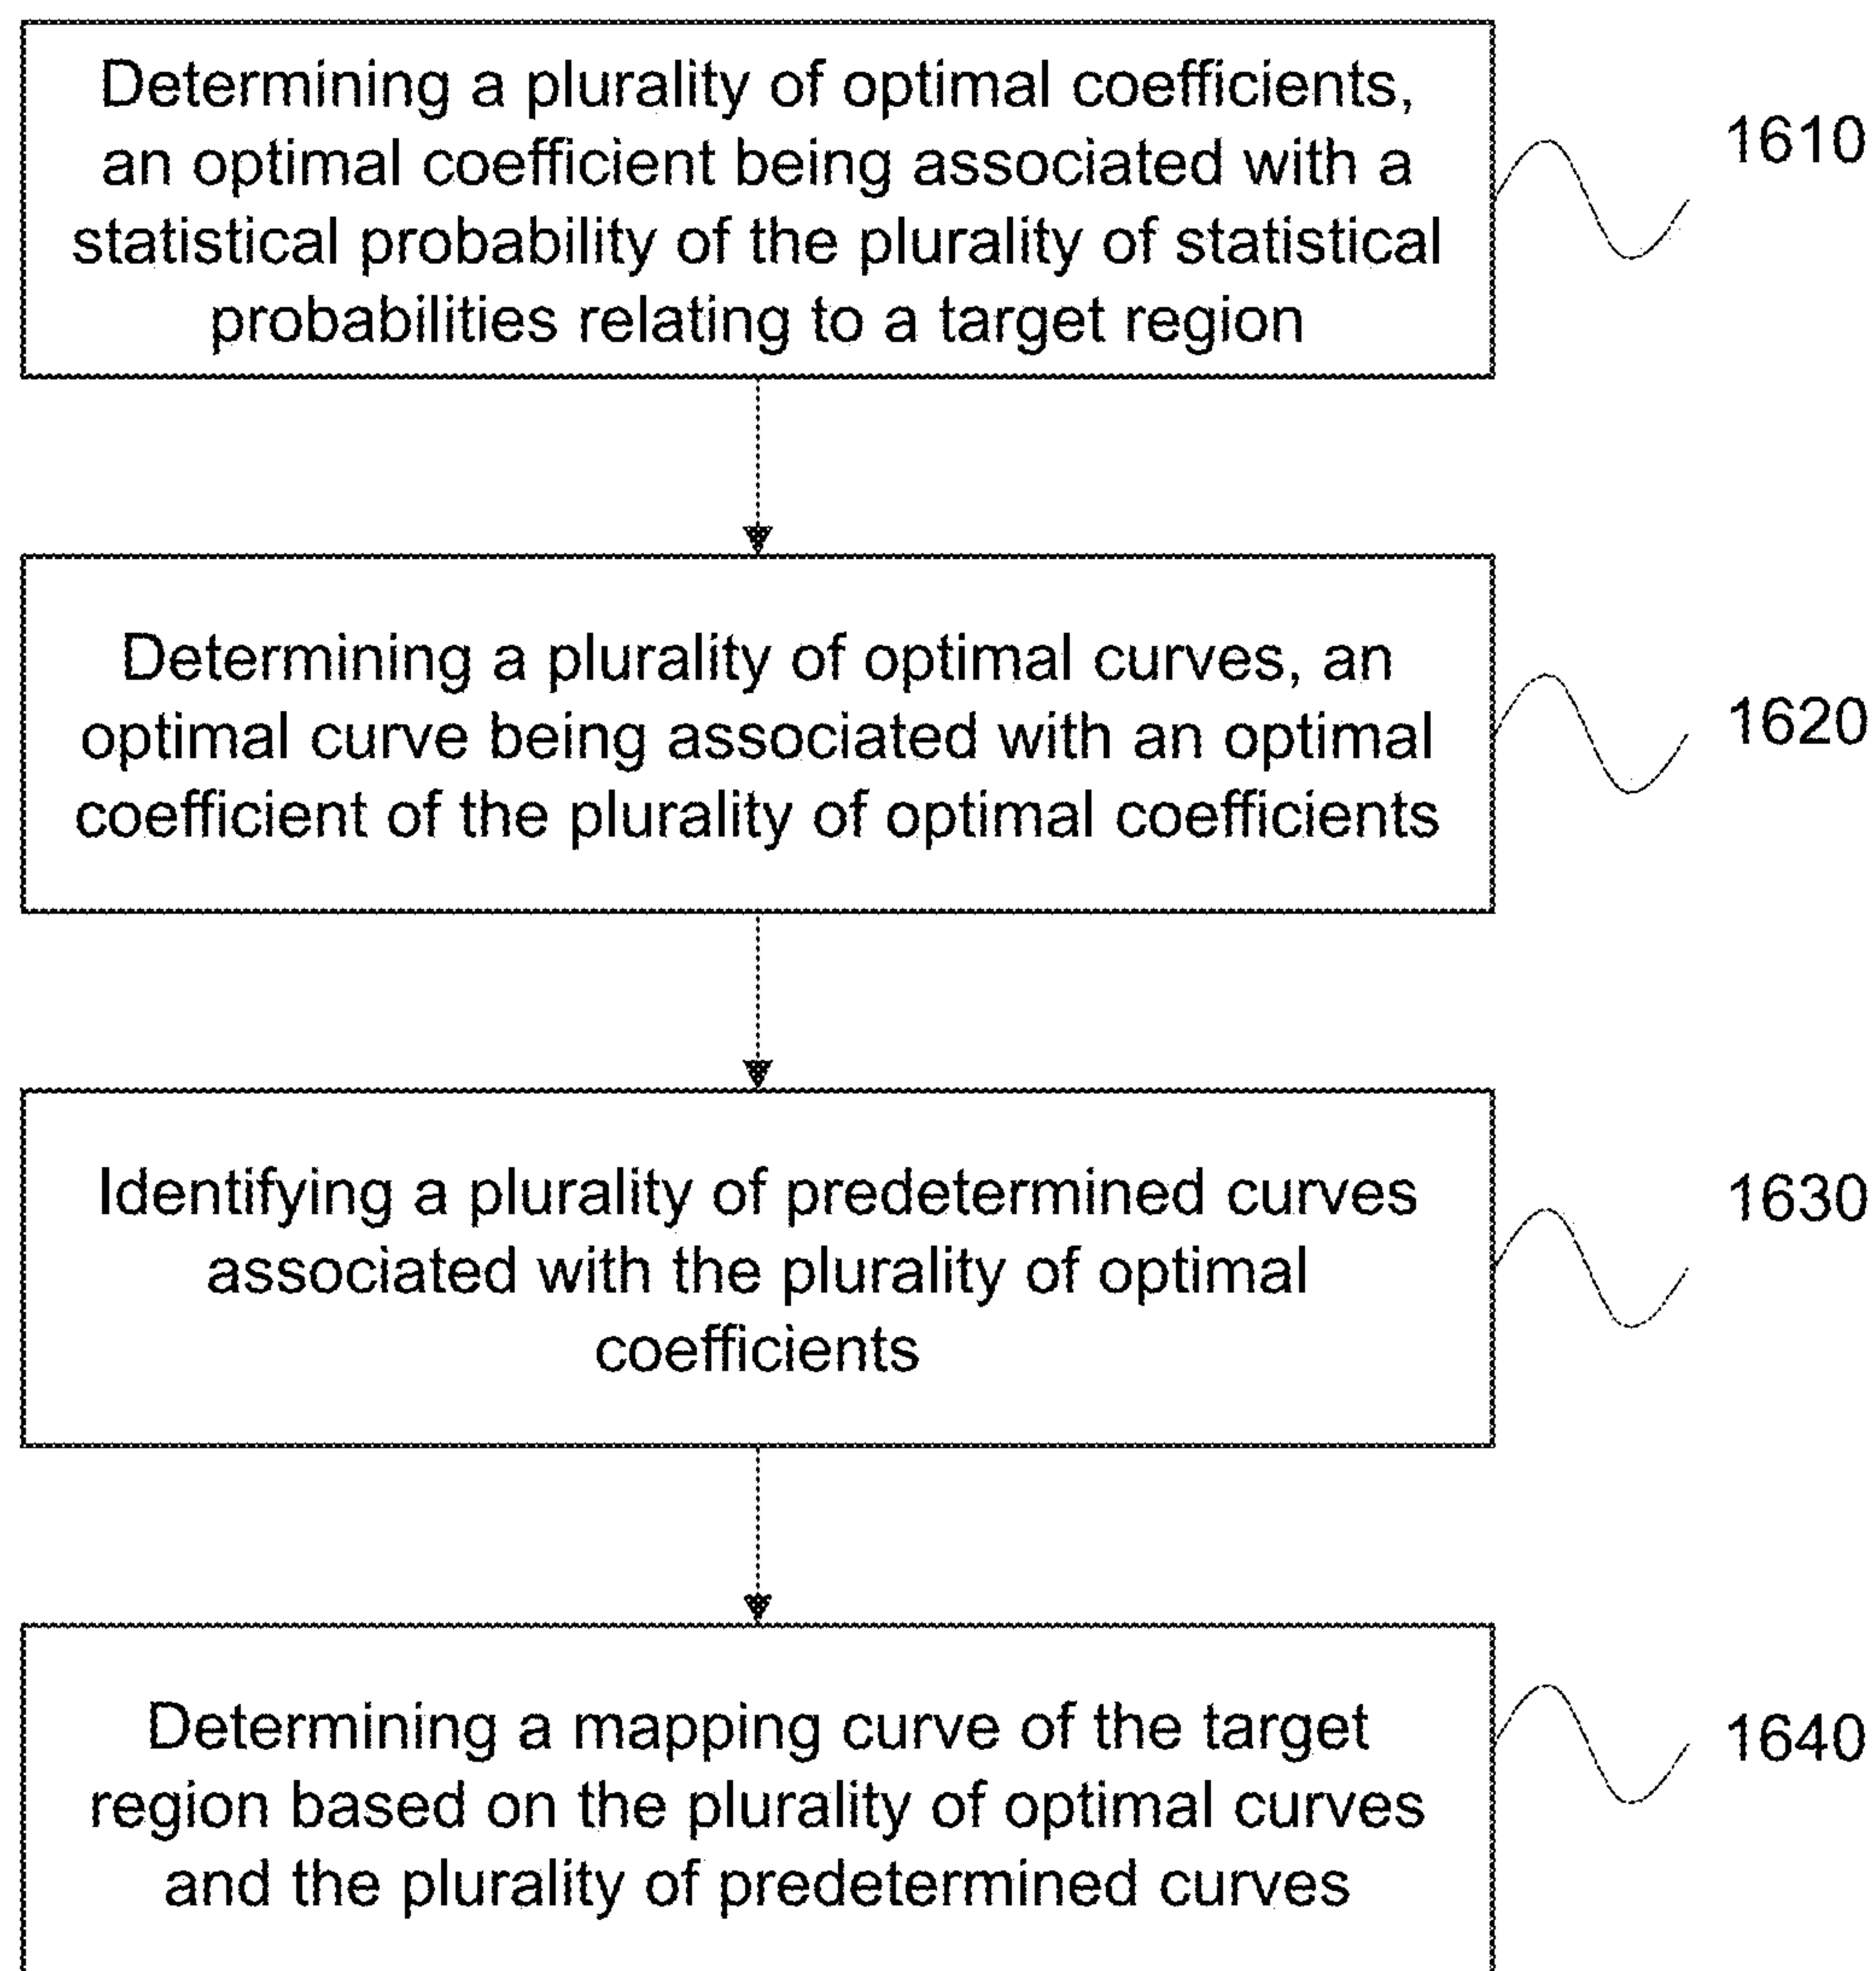 Determining a plurality of optimal coefficients,
an optimal coefficient being associated with a
statistical probability of the plurality of statistical
probabilities relating to a target region
1610
Determining a plurality of optimal curves, an
optimal curve being associated with an optimal
coefficient of the plurality of optimal coefficients
1620
Identifying a plurality of predetermined curves
associated with the plurality of optimal
coefficients
1630
Determining a mapping curve of the target
region based on the plurality of optimal curves
and the plurality of predetermined curves
1640